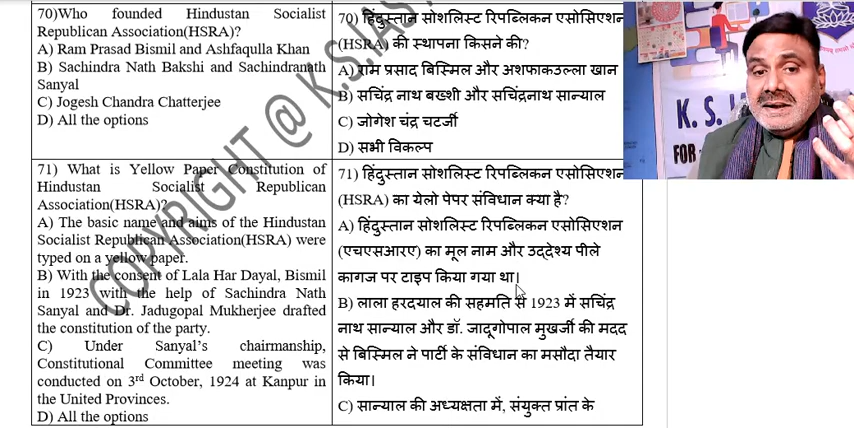 70)Who founded Hindustan Socialist
Republican Association(HSRA)?
A) Ram Prasad Bismil and Ashfaqulla Khan
B) Sachindra Nath Bakshi and Sachindranath
Sanyal
C) Jogesh Chandra Chatterjee
D) All the options
70) हिंदुस्तान सोशलिस्ट रिपब्लिकन एसोसिएशन
(HSRA) की स्थापना किसने की?
A) राम प्रसाद बिस्मिल और अशफाकउल्ला खान
B) सचिंद्र नाथ बख्शी और सचिंद्रनाथ सान्याल
C) जोगेश चंद्र चटर्जी
D) सभी विकल्प
71) What is Yellow Paper Constitution of
Hindustan Socialist Republican
Association(HSRA)?
A) The basic name and aims of the Hindustan
Socialist Republican Association(HSRA) were
typed on a yellow paper.
B) With the consent of Lala Har Dayal, Bismil
in 1923 with the help of Sachindra Nath
Sanyal and Dr. Jadugopal Mukherjee drafted
the constitution of the party.
C) Under Sanyal's chairmanship,
Constitutional Committee meeting was
conducted on 3rd October, 1924 at Kanpur in
the United Provinces.
D) All the options
71) हिंदुस्तान सोशलिस्ट रिपब्लिकन एसोसिएशन
(HSRA) का येलो पेपर संविधान क्या है?
A) हिंदुस्तान सोशलिस्ट रिपब्लिकन एसोसिएशन
(एचएसआरए) का मूल नाम और उद्देश्य पीले
कागज पर टाइप किया गया था।
B) लाला हरदयाल की सहमति से 1923 में सचिंद्र
नाथ सान्याल और डॉ. जादूगोपाल मुखर्जी की मदद
से बिस्मिल ने पार्टी के संविधान का मसौदा तैयार
किया।
C) सान्याल की अध्यक्षता में, संयुक्त प्रांत के
COPYRIGHT @ K.S.IAS
K. S. I
FOR